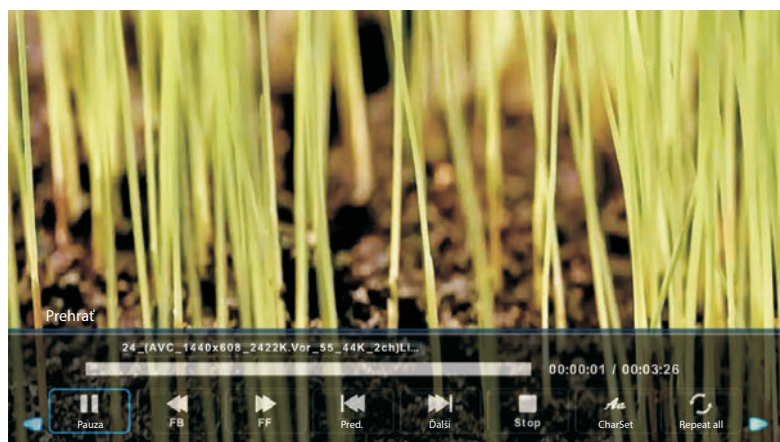 Prehrať
24_(AVC_1440x608_2422K.Vor_55_44K_2ch)LI...
00:00:01 / 00:03:26
Pauza FB FF Pred. Ďalší Stop CharSet Repeat all